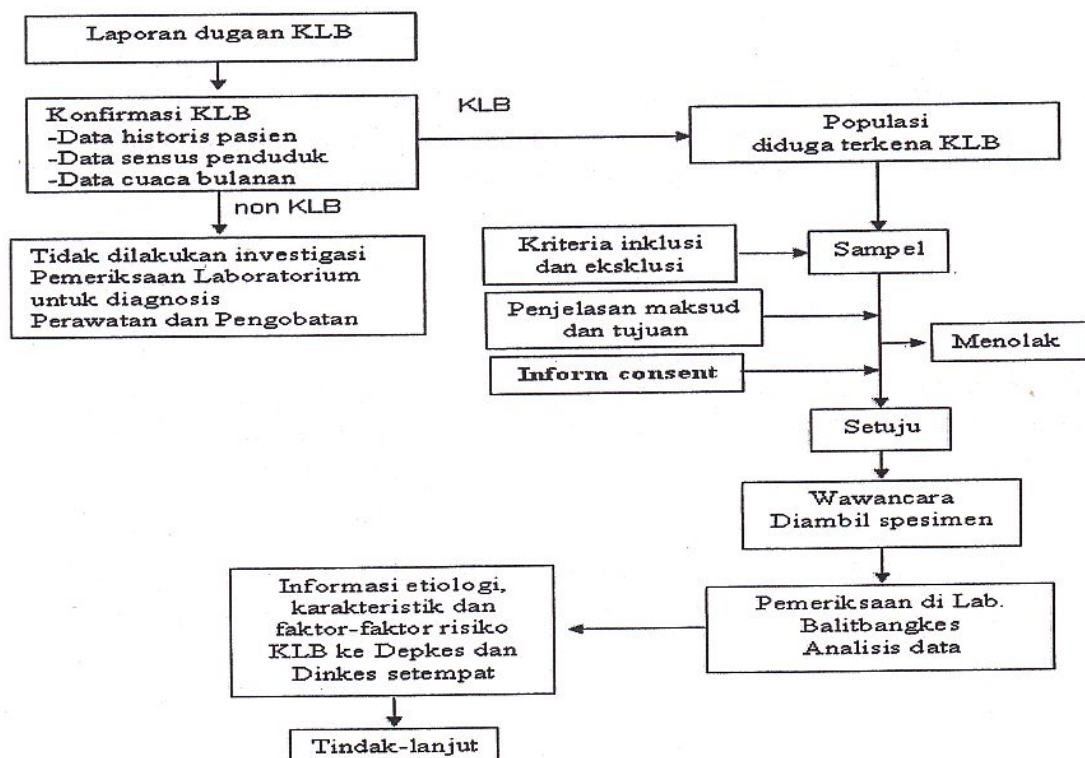 Laporan dugaan KLB
Konfirmasi KLB
-Data historis pasien
-Data sensus penduduk
-Data cuaca bulanan
KLB
non KLB
Tidak dilakukan investigasi
Pemeriksaan Laboratorium
untuk diagnosis
Perawatan dan Pengobatan
Populasi
diduga terkena KLB
Kriteria inklusi
dan eksklusi
Sampel
Penjelasan maksud
dan tujuan
Menolak
Inform consent
Setuju
Wawancara
Diambil spesimen
Pemeriksaan di Lab.
Balitbangkes
Analisis data
Informasi etiologi,
karakteristik dan
faktor-faktor risiko
KLB ke Depkes dan
Dinkes setempat
Tindak-lanjut